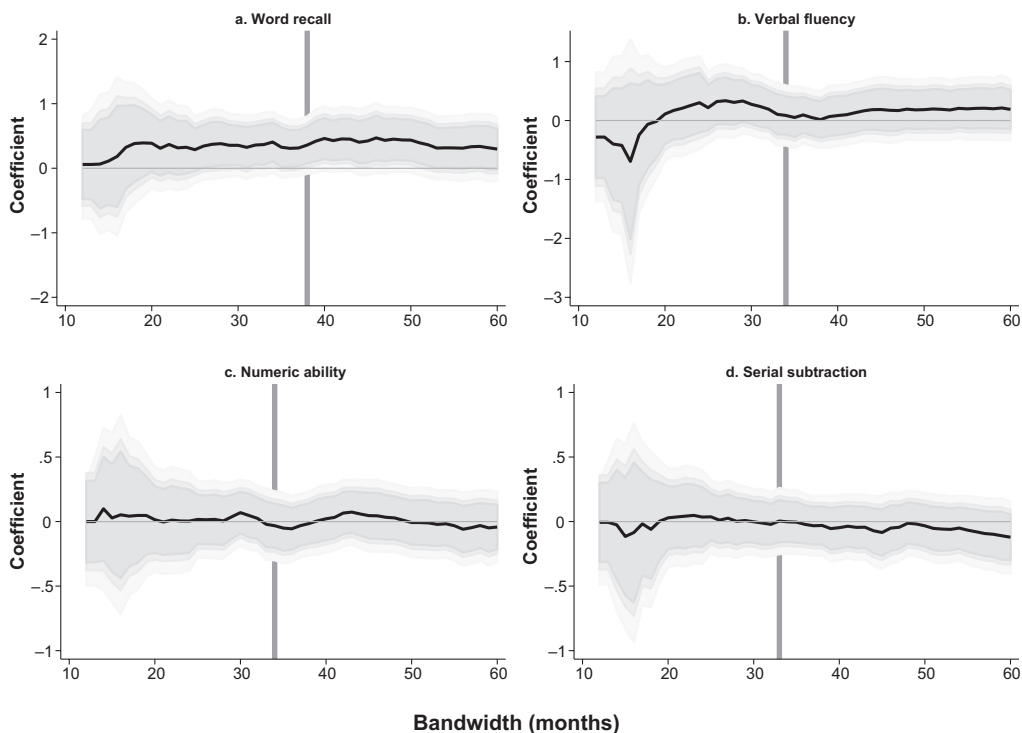 a. Word recall
2
1
0
–1
–2
Coefficient
10 20 30 40 50 60
b. Verbal fluency
1
0
–1
–2
–3
Coefficient
10 20 30 40 50 60
c. Numeric ability
1
.5
0
–.5
–1
Coefficient
10 20 30 40 50 60
d. Serial subtraction
1
.5
0
–.5
–1
Coefficient
10 20 30 40 50 60
Bandwidth (months)